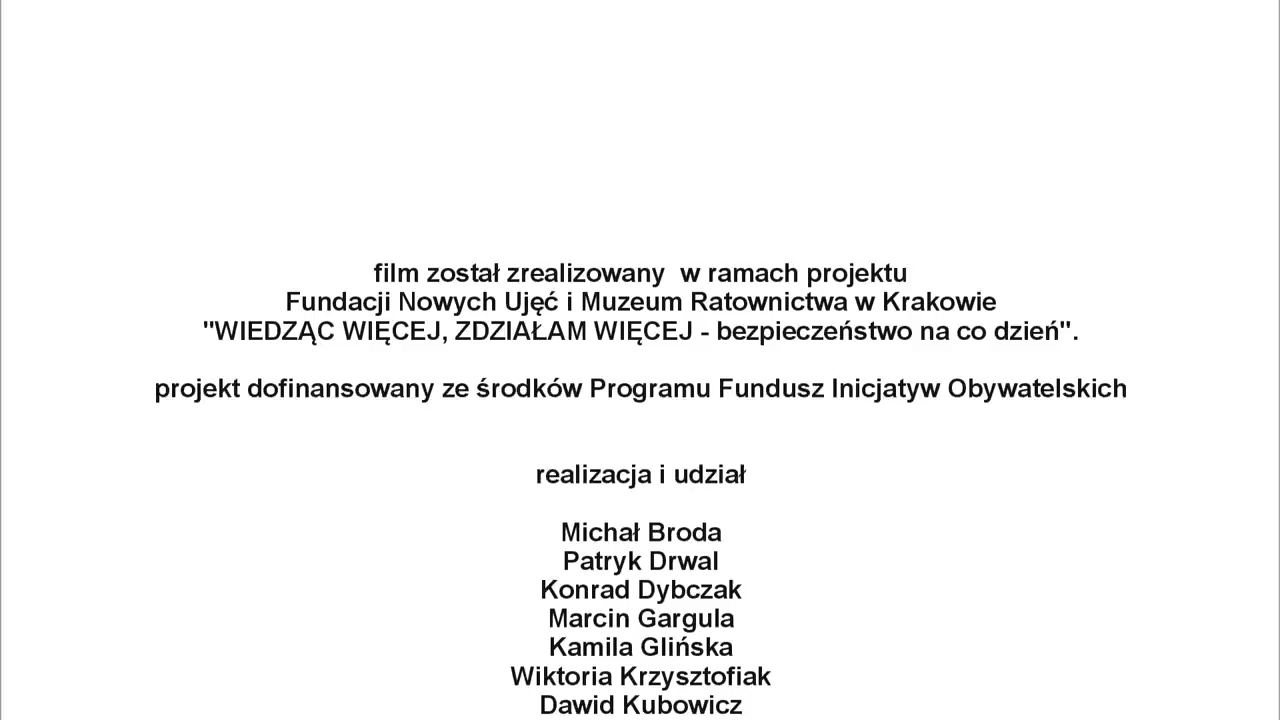 film został zrealizowany  w ramach projektu
Fundacji Nowych Ujęć i Muzeum Ratownictwa w Krakowie
"WIEDZĄC WIĘCEJ, ZDZIAŁAM WIĘCEJ - bezpieczeństwo na co dzień".
projekt dofinansowany ze środków Programu Fundusz Inicjatyw Obywatelskich
realizacja i udział
Michał Broda
Patryk Drwal
Konrad Dybczak
Marcin Gargula
Kamila Glińska
Wiktoria Krzysztofiak
Dawid Kubowicz